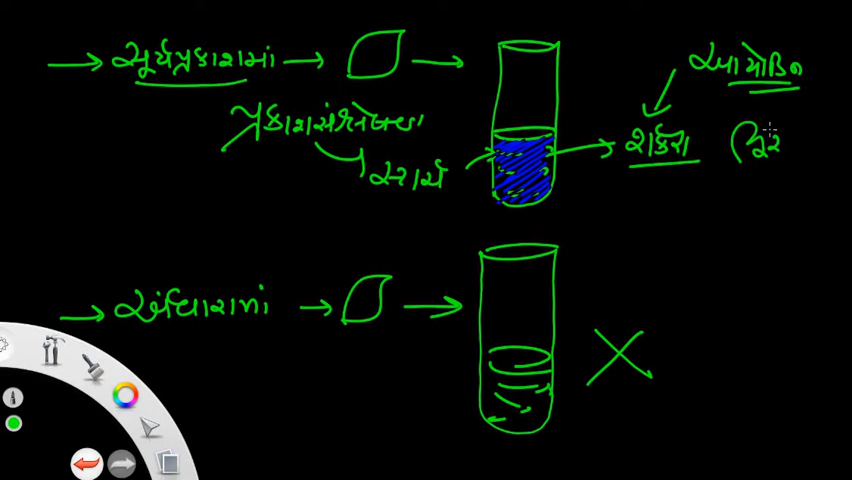 સૂર્યપ્રકાશમાં
આયોડિન
પ્રકાશસંશ્લેષણ
શર્કરા
સ્ટાર્ચ
અંધારામાં